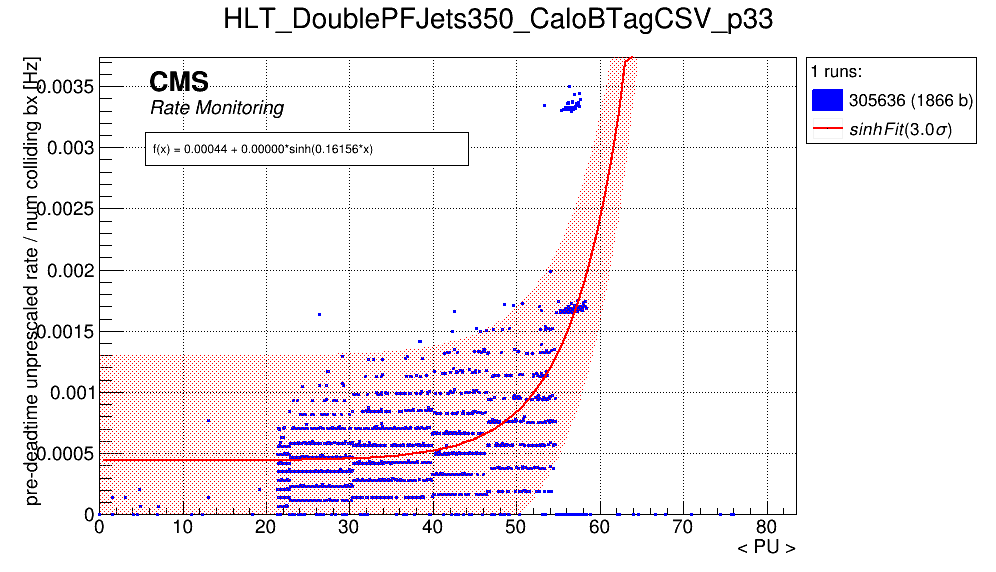 HLT_DoublePFJets350_CaloBTagCSV_p33
pre-deadtime unprescaled rate / num colliding bx [Hz]
0.0035
0.003
0.0025
0.002
0.0015
0.001
0.0005
0
CMS
Rate Monitoring
f(x) = 0.00044 + 0.00000*sinh(0.16156*x)
1 runs:
305636 (1866 b)
sinhFit(3.0σ)
0 10 20 30 40 50 60 70 80
< PU >